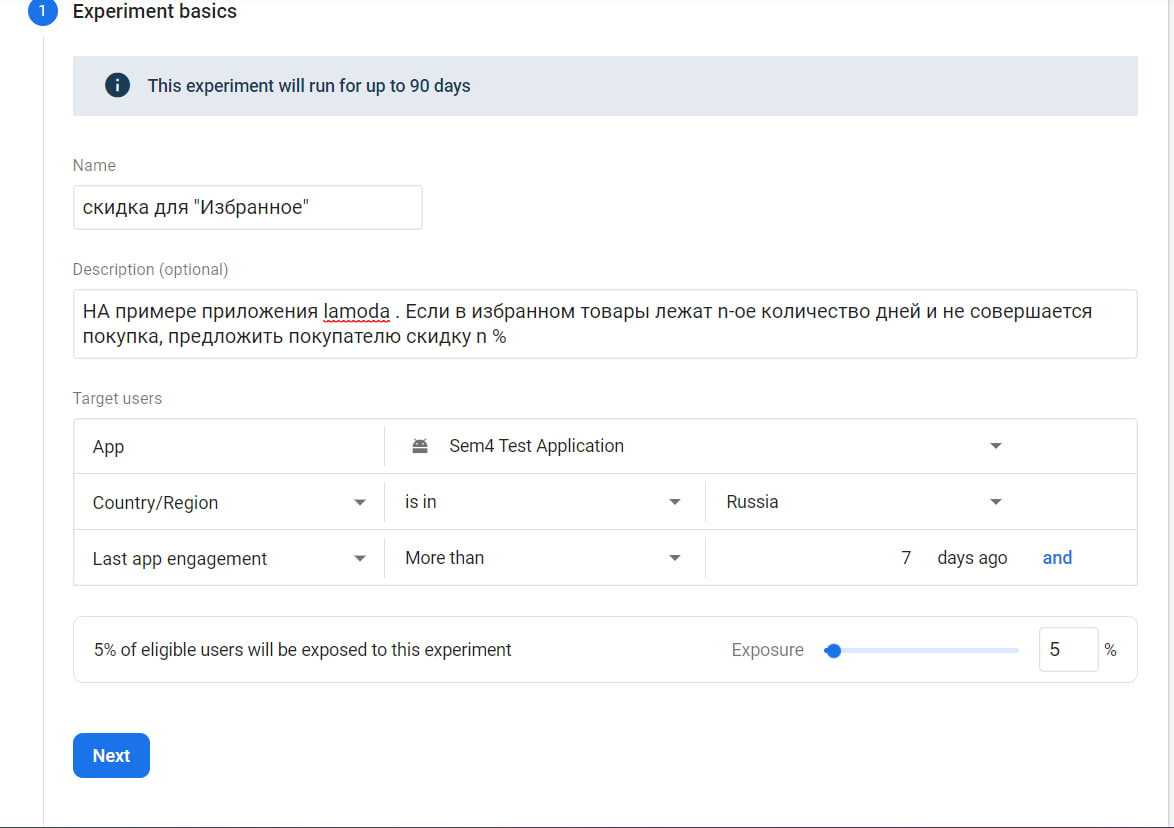 1 Experiment basics
This experiment will run for up to 90 days
Name
скидка для "Избранное"
Description (optional)
НА примере приложения lamoda . Если в избранном товары лежат n-ое количество дней и не совершается
покупка, предложить покупателю скидку n %
Target users
App Sem4 Test Application
Country/Region is in Russia
Last app engagement More than 7 days ago and
5% of eligible users will be exposed to this experiment Exposure 5 %
Next